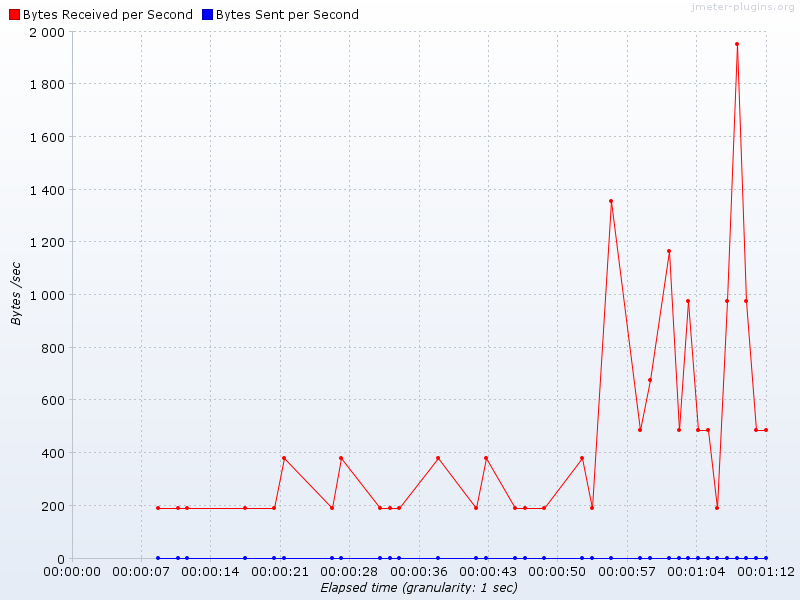 jmeter-plugins.org
Bytes Received per Second Bytes Sent per Second
2 000
1 800
1 600
1 400
1 200
1 000
800
600
400
200
0
Bytes /sec
00:00:00 00:00:07 00:00:14 00:00:21 00:00:28 00:00:36 00:00:43 00:00:50 00:00:57 00:01:04 00:01:12
Elapsed time (granularity: 1 sec)